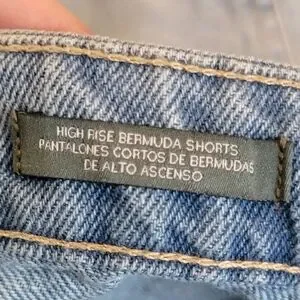 HIGH RISE BERMUDA SHORTS
PANTALONES CORTOS DE BERMUDAS
DE ALTO ASCENSO